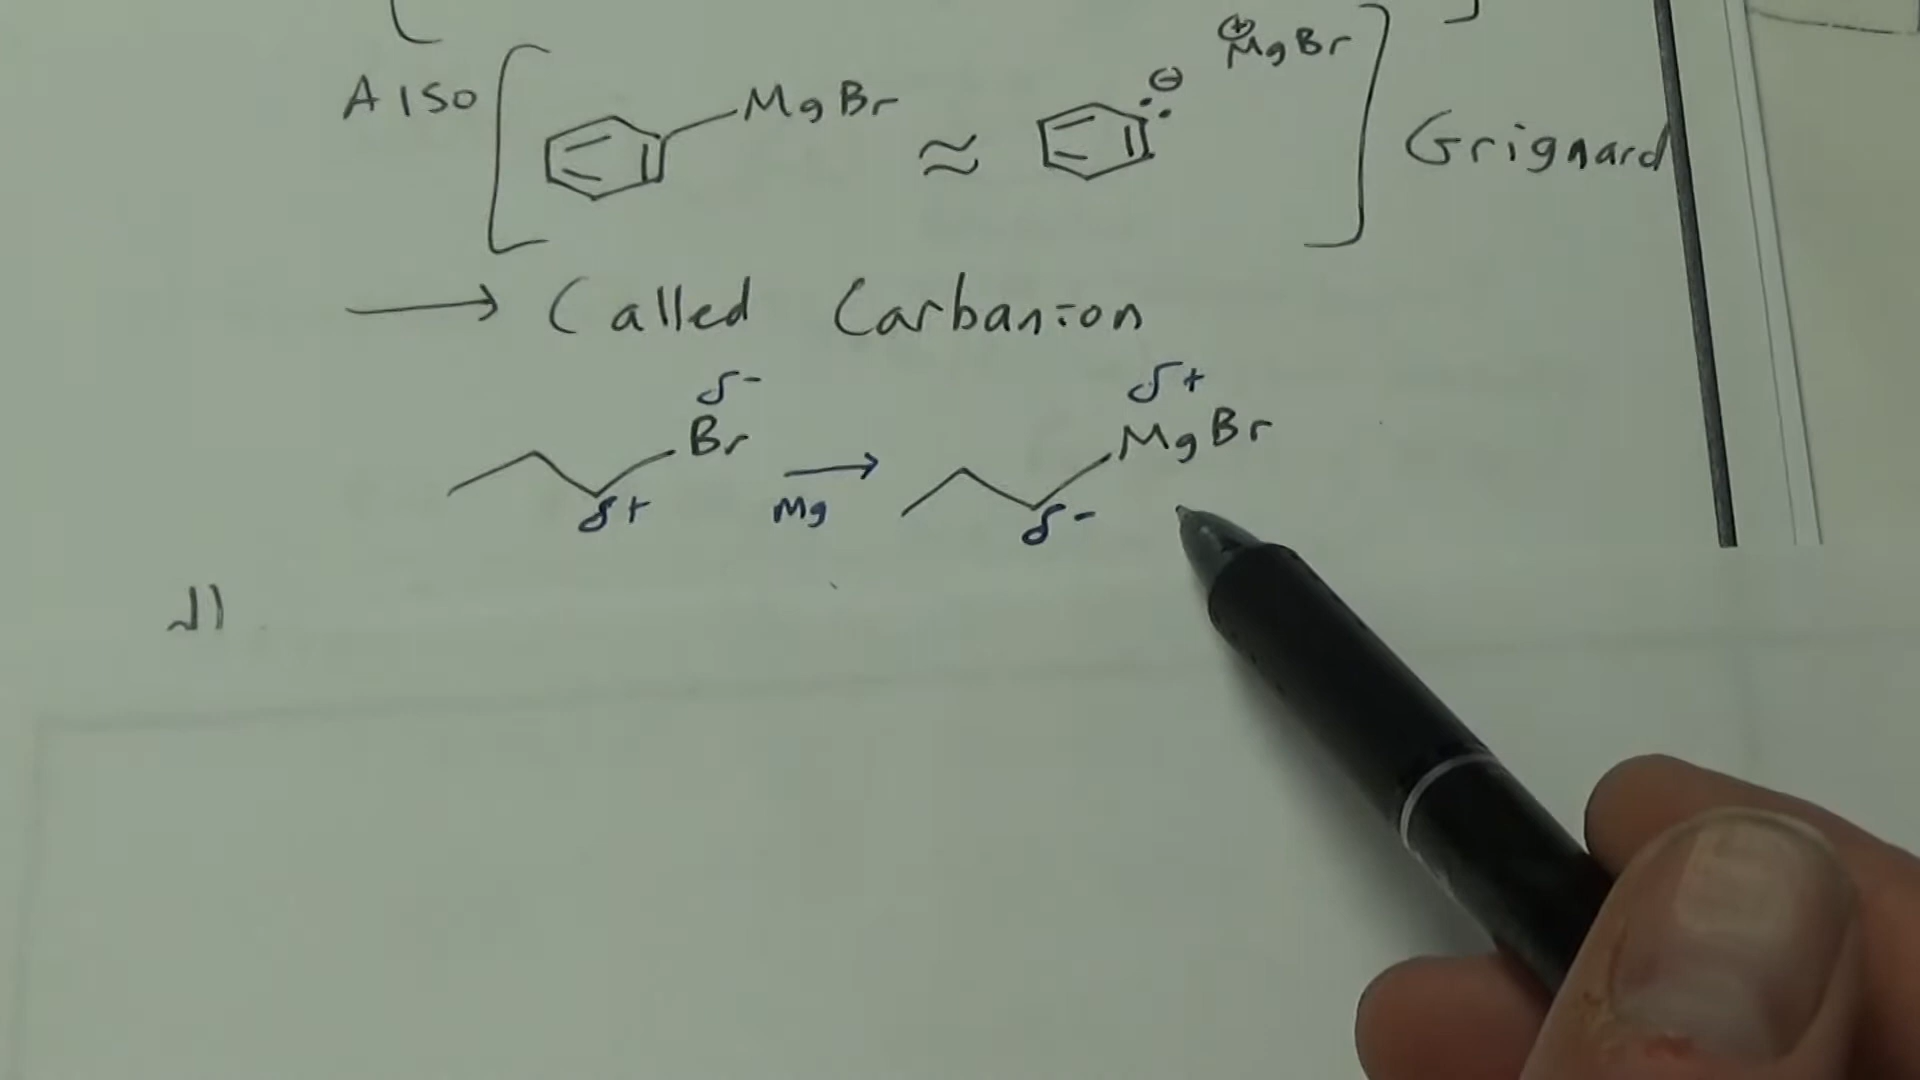 Also MgBr ≈ ⊖ ⊕ MgBr Grignard
→ Called Carbanion
δ- δ+
Br → MgBr
δ+ Mg δ-